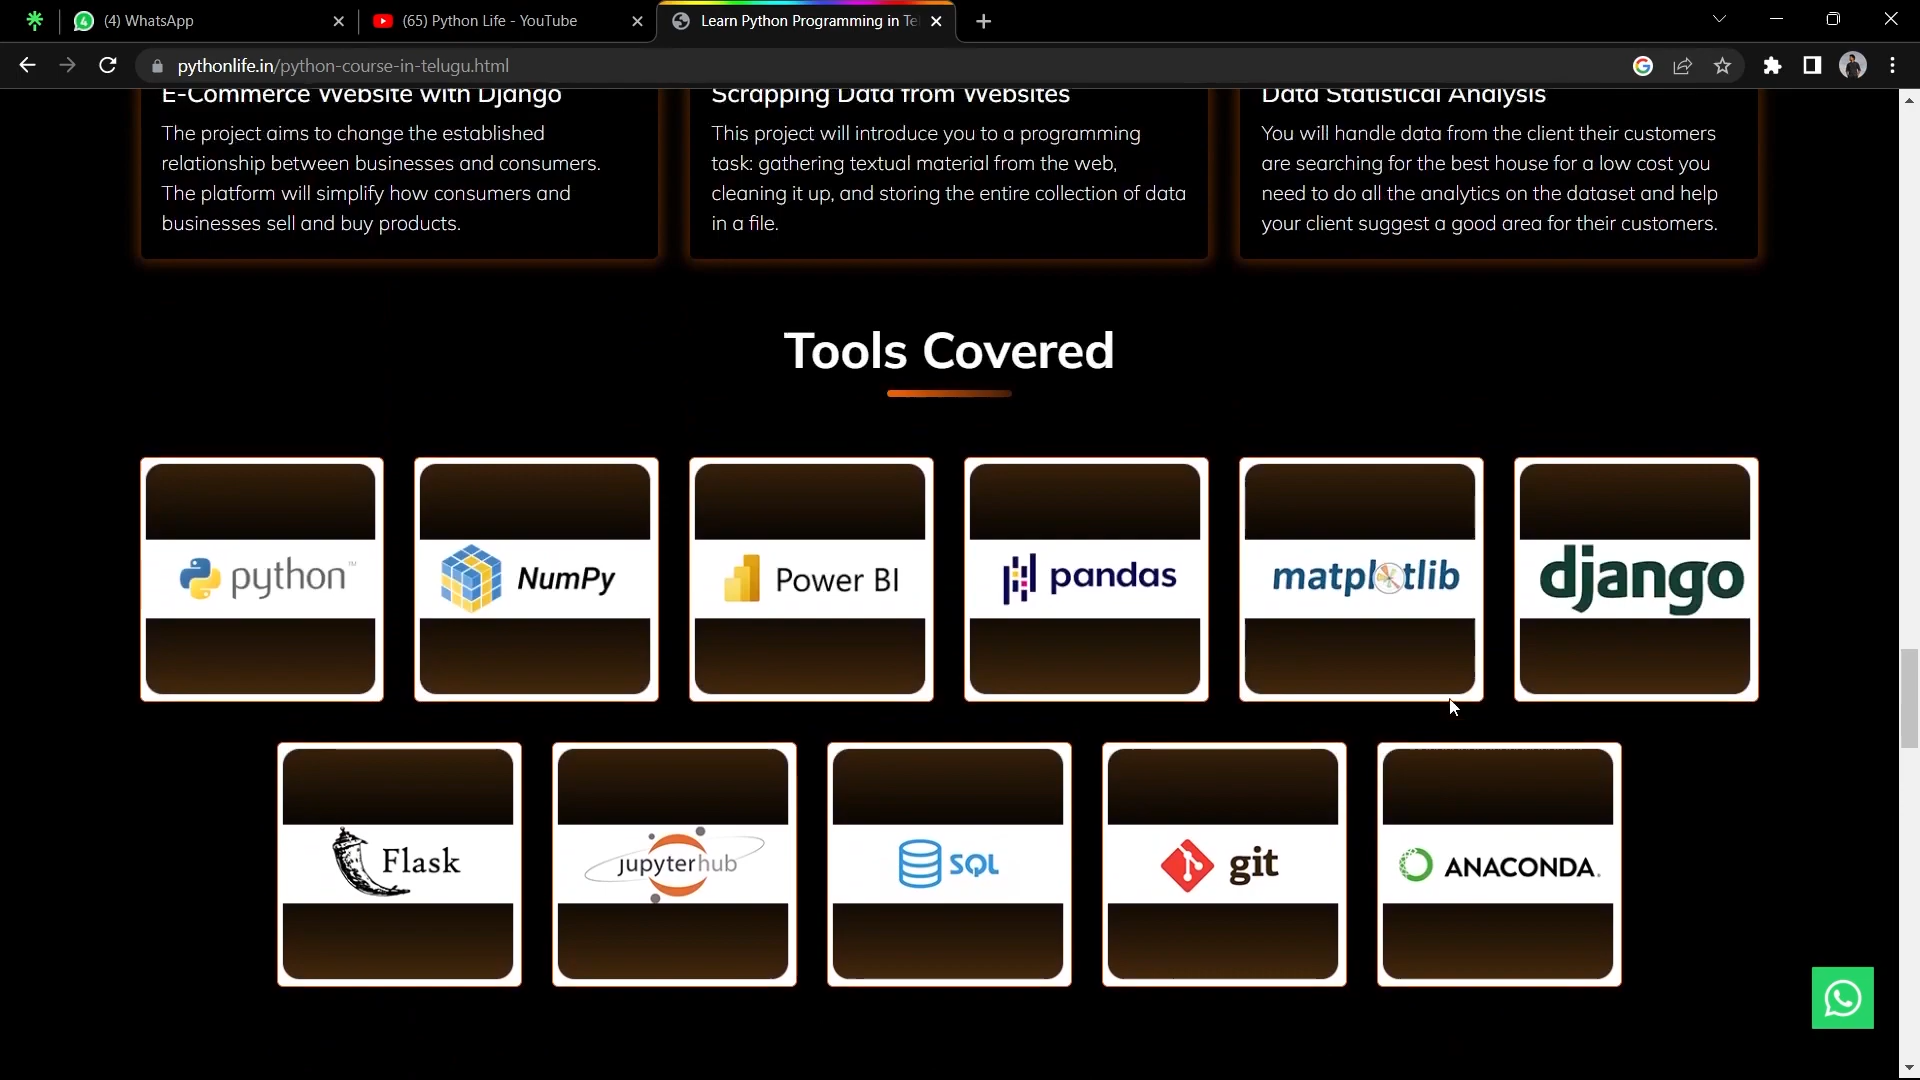 (4) WhatsApp
(65) Python Life - YouTube
Learn Python Programming in Te
pythonlife.in/python-course-in-telugu.html
E-Commerce Website with Django
The project aims to change the established
relationship between businesses and consumers.
The platform will simplify how consumers and
businesses sell and buy products.
Scrapping Data from Websites
This project will introduce you to a programming
task: gathering textual material from the web,
cleaning it up, and storing the entire collection of data
in a file.
Data Statistical Analysis
You will handle data from the client their customers
are searching for the best house for a low cost you
need to do all the analytics on the dataset and help
your client suggest a good area for their customers.
Tools Covered
python™
NumPy
Power BI
pandas
matplotlib
django
Flask
jupyterhub
SQL
git
ANACONDA.